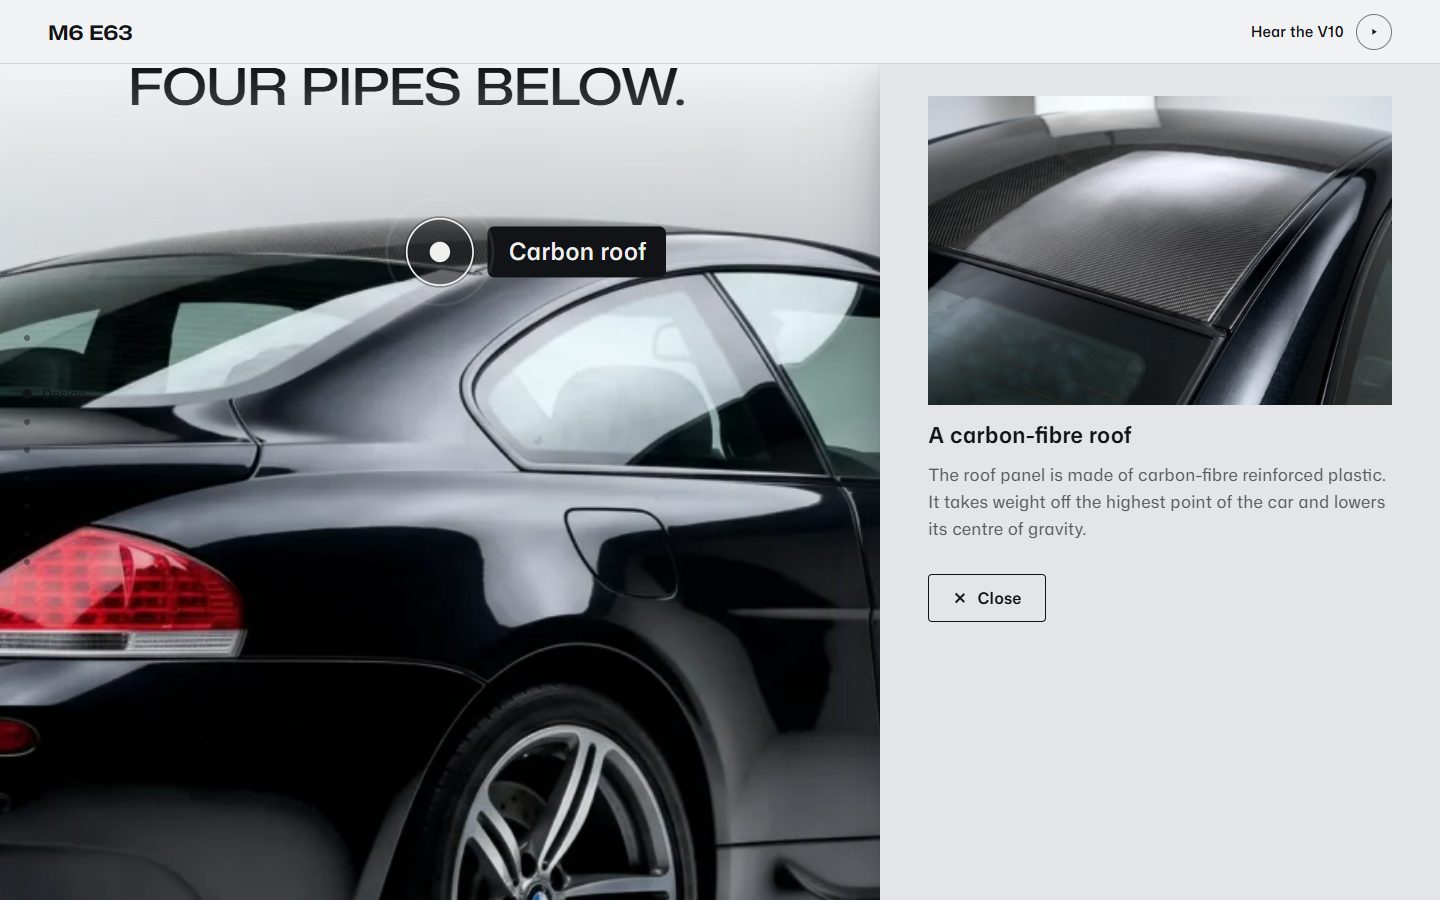 M6 E63
Hear the V10
FOUR PIPES BELOW.
Carbon roof
Design
A carbon-fibre roof
The roof panel is made of carbon-fibre reinforced plastic.
It takes weight off the highest point of the car and lowers
its centre of gravity.
Close